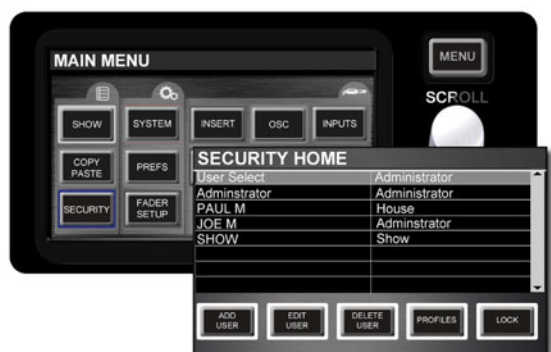 MAIN MENU
MENU
SCROLL
SHOW SYSTEM INSERT OSC INPUTS
COPY PASTE PREFS
SECURITY FADER SETUP
SECURITY HOME
User Select Administrator
Adminstrator Administrator
PAUL M House
JOE M Adminstrator
SHOW Show
ADD USER EDIT USER DELETE USER PROFILES LOCK